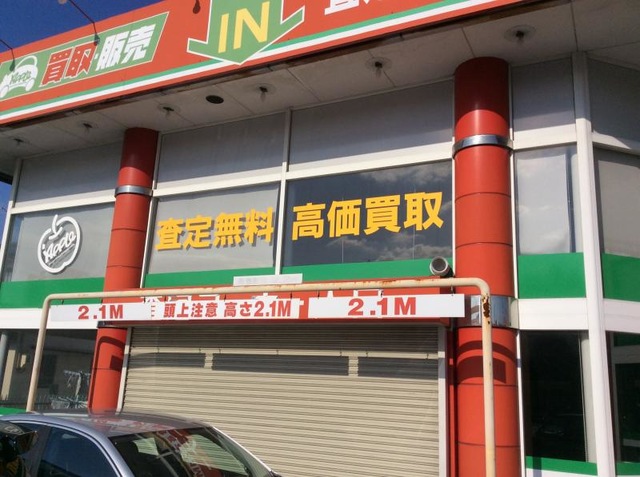 買取・販売
IN
査定無料
高価買取
2.1M
頭上注意 高さ2.1M
2.1M